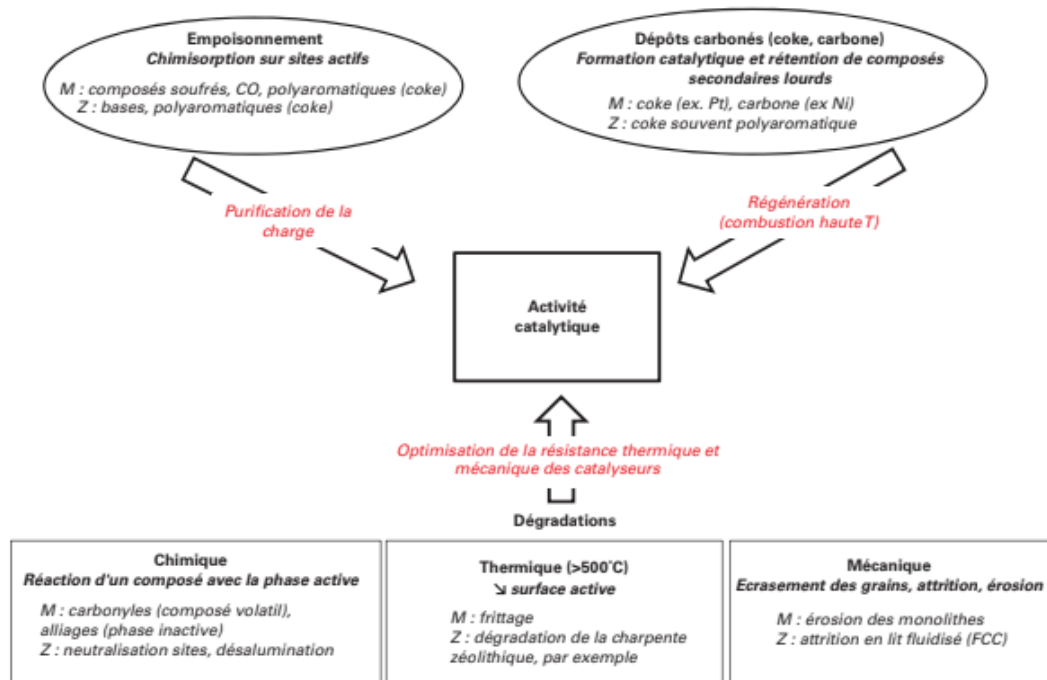 Empoisonnement
Chimisorption sur sites actifs
M : composés soufrés, CO, polyaromatiques (coke)
Z : bases, polyaromatiques (coke)
Dépôts carbonés (coke, carbone)
Formation catalytique et rétention de composés
secondaires lourds
M : coke (ex. Pt), carbone (ex Ni)
Z : coke souvent polyaromatique
Purification de la
charge
Régénération
(combustion haute T)
Activité
catalytique
Optimisation de la résistance thermique et
mécanique des catalyseurs
Dégradations
Chimique
Réaction d'un composé avec la phase active
M : carbonyles (composé volatil),
alliages (phase inactive)
Z : neutralisation sites, désalumination
Thermique (>500°C)
↘ surface active
M : frittage
Z : dégradation de la charpente
zéolithique, par exemple
Mécanique
Ecrasement des grains, attrition, érosion
M : érosion des monolithes
Z : attrition en lit fluidisé (FCC)